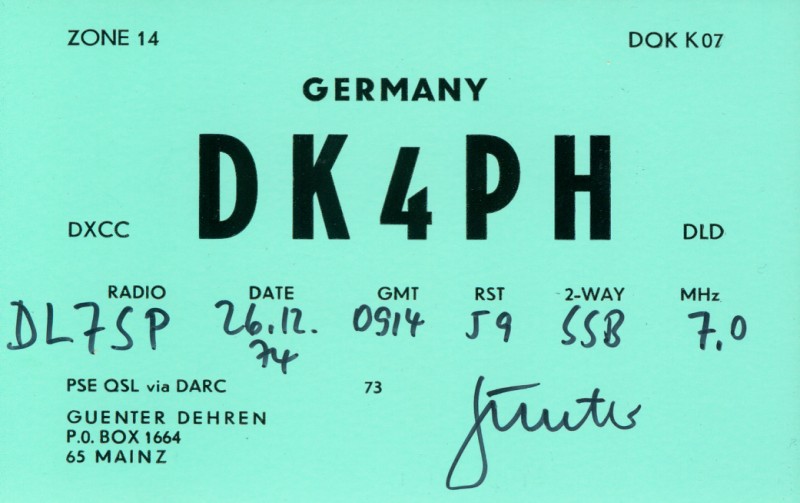 ZONE 14 DOK K07
GERMANY
DK4PH
DXCC DLD
RADIO DATE GMT RST 2-WAY MHz
DL7SP 26.12. 0914 59 SSB 7.0
74
PSE QSL via DARC 73
GUENTER DEHREN
P.O. BOX 1664
65 MAINZ
Günter